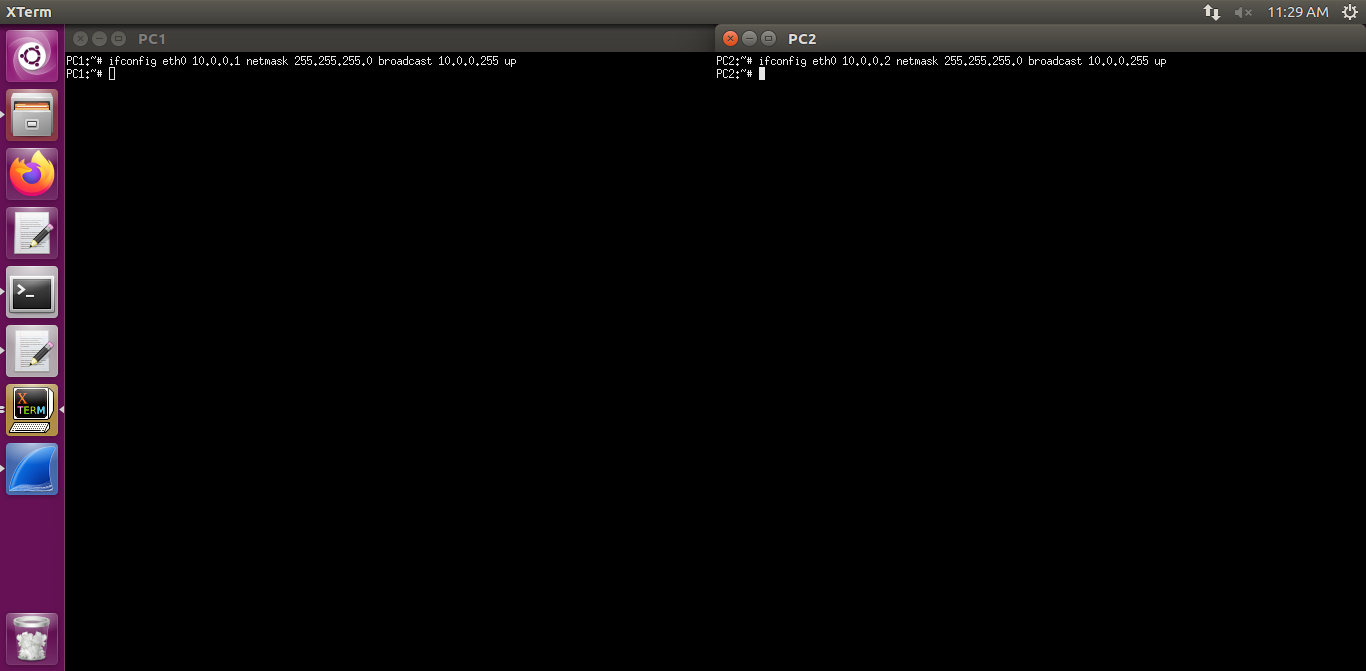 XTerm
11:29 AM
PC1
PC1:~# ifconfig eth0 10.0.0.1 netmask 255.255.255.0 broadcast 10.0.0.255 up
PC1:~#
PC2
PC2:~# ifconfig eth0 10.0.0.2 netmask 255.255.255.0 broadcast 10.0.0.255 up
PC2:~#
>_
X
TERM